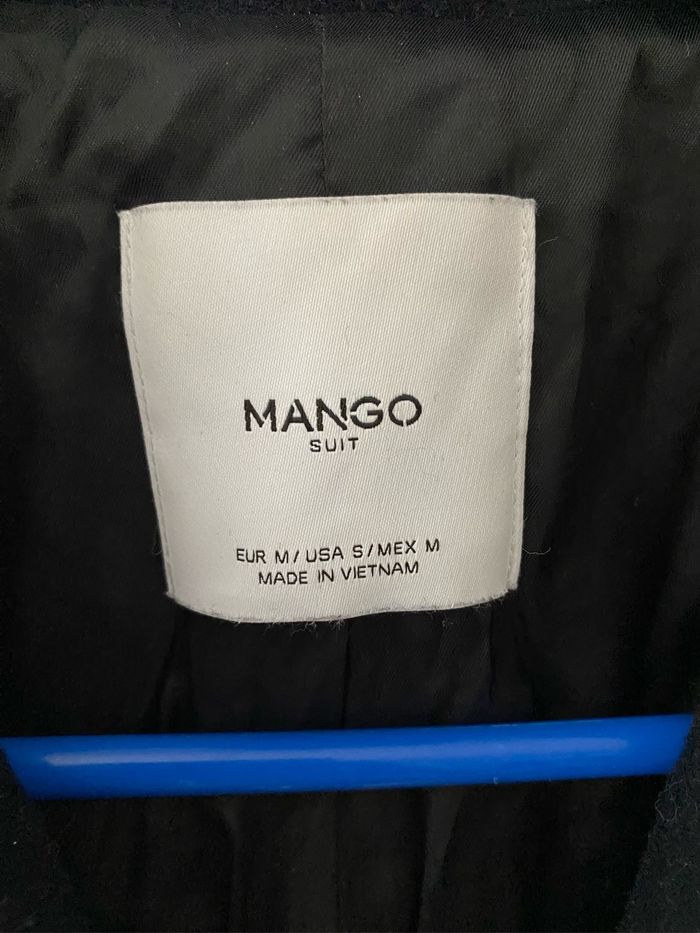 MANGO
SUIT
EUR M/USA S/MEX M
MADE IN VIETNAM